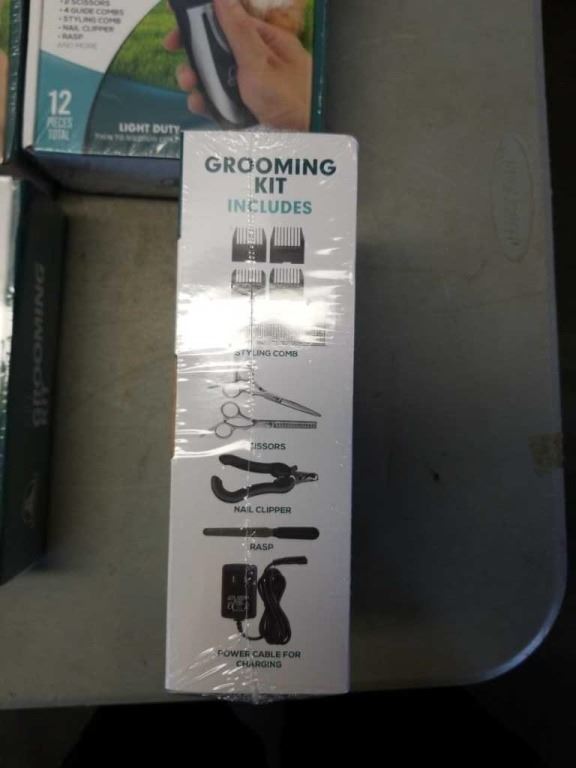 • 2 SCISSORS
• 4 GUIDE COMBS
• STYLING COMB
• NAIL CLIPPER
• RASP
AND MORE
12
PIECES
TOTAL
LIGHT DUTY
GROOMING
KIT
INCLUDES
STYLING COMB
SCISSORS
NAIL CLIPPER
RASP
POWER CABLE FOR
CHARGING
GROOMING